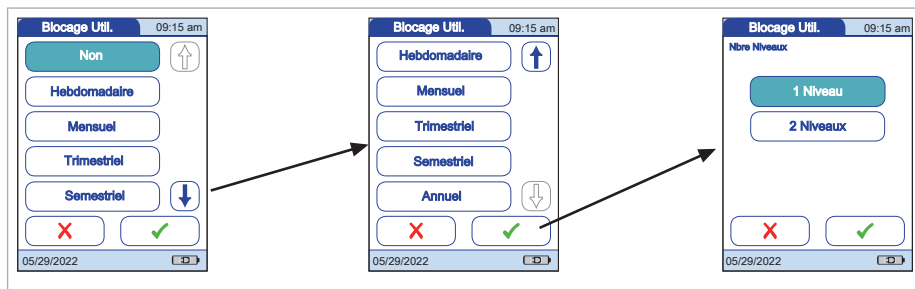 Blocage Util. 09:15 am
Non
Hebdomadaire
Mensuel
Trimestriel
Semestriel
05/29/2022
Blocage Util. 09:15 am
Hebdomadaire
Mensuel
Trimestriel
Semestriel
Annuel
05/29/2022
Blocage Util. 09:15 am
Nbre Niveaux
1 Niveau
2 Niveaux
05/29/2022